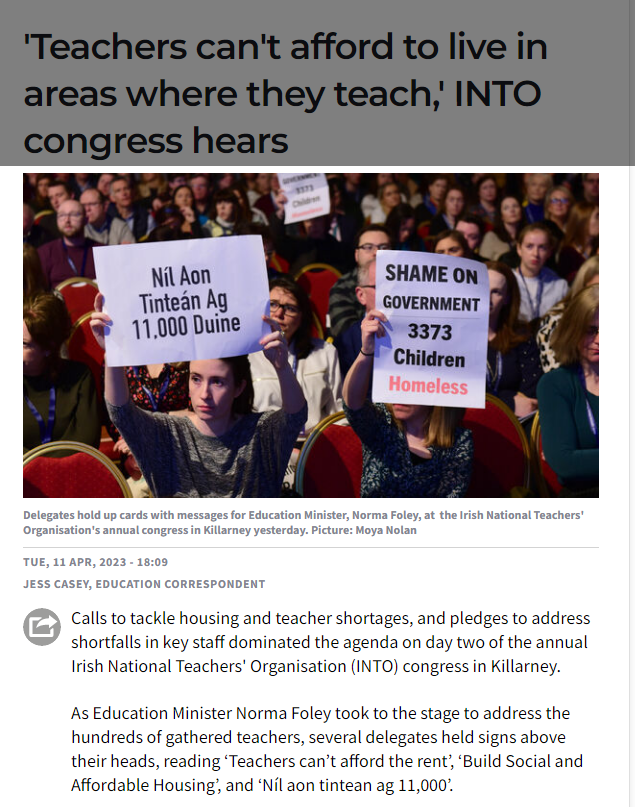 'Teachers can't afford to live in
areas where they teach,' INTO
congress hears
GOVERNMENT
3373
Children
Homeless
Níl Aon
Tinteán Ag
11,000 Duine
SHAME ON
GOVERNMENT
3373
Children
Homeless
Delegates hold up cards with messages for Education Minister, Norma Foley, at the Irish National Teachers'
Organisation's annual congress in Killarney yesterday. Picture: Moya Nolan
TUE, 11 APR, 2023 - 18:09
JESS CASEY, EDUCATION CORRESPONDENT
Calls to tackle housing and teacher shortages, and pledges to address
shortfalls in key staff dominated the agenda on day two of the annual
Irish National Teachers' Organisation (INTO) congress in Killarney.
As Education Minister Norma Foley took to the stage to address the
hundreds of gathered teachers, several delegates held signs above
their heads, reading ‘Teachers can’t afford the rent’, ‘Build Social and
Affordable Housing’, and ‘Níl aon tintean ag 11,000’.